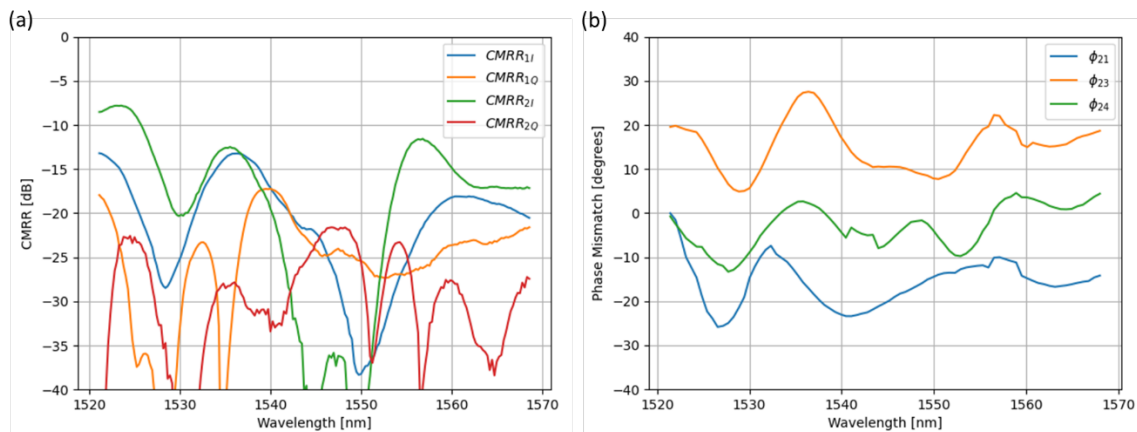 (a)
0
−5
−10
−15
−20
−25
−30
−35
−40
CMRR [dB]
CMRR1I
CMRR1Q
CMRR2I
CMRR2Q
1520 1530 1540 1550 1560 1570
Wavelength [nm]
(b)
40
30
20
10
0
−10
−20
−30
−40
Phase Mismatch [degrees]
ϕ21
ϕ23
ϕ24
1520 1530 1540 1550 1560 1570
Wavelength [nm]